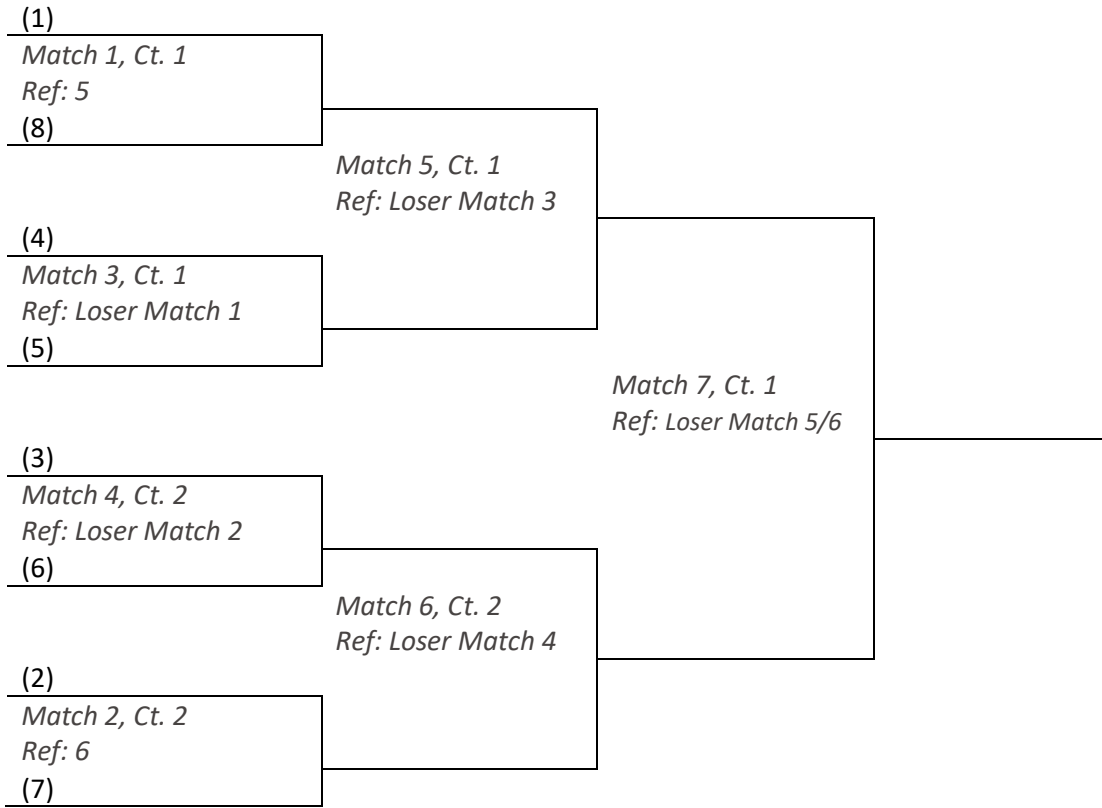 (1)
Match 1, Ct. 1
Ref: 5
(8)
Match 5, Ct. 1
Ref: Loser Match 3
(4)
Match 3, Ct. 1
Ref: Loser Match 1
(5)
Match 7, Ct. 1
Ref: Loser Match 5/6
(3)
Match 4, Ct. 2
Ref: Loser Match 2
(6)
Match 6, Ct. 2
Ref: Loser Match 4
(2)
Match 2, Ct. 2
Ref: 6
(7)